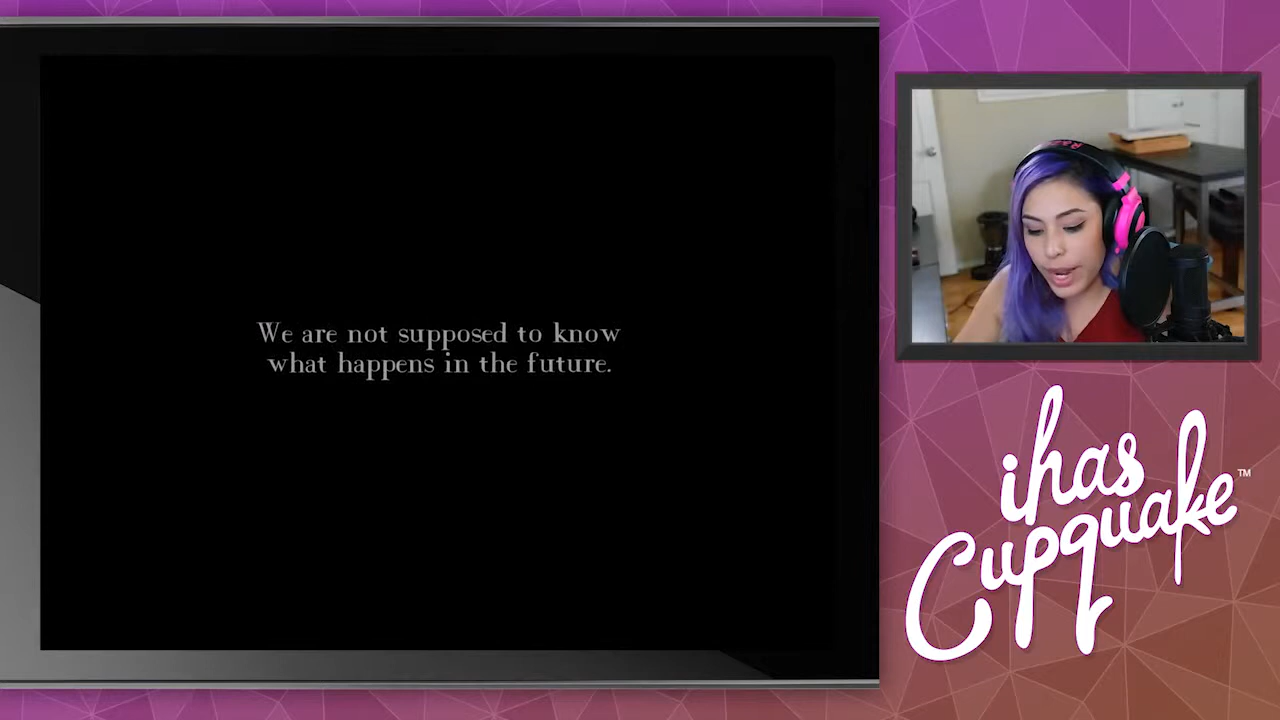 We are not supposed to know
what happens in the future.
ihas
Cupquake™